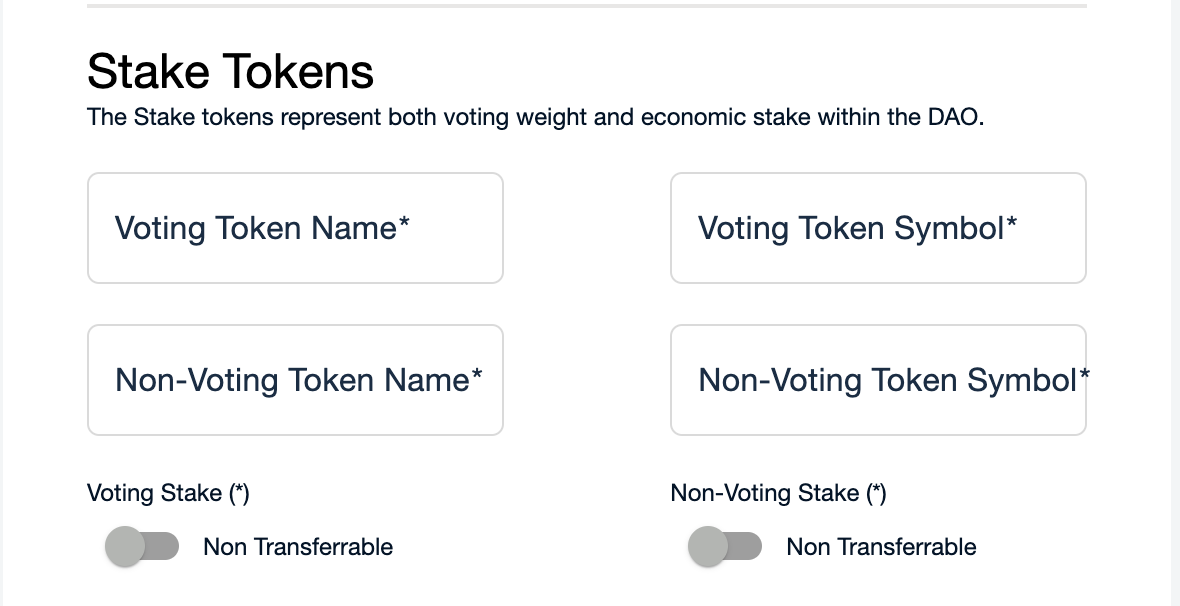 Stake Tokens
The Stake tokens represent both voting weight and economic stake within the DAO.
Voting Token Name*
Voting Token Symbol*
Non-Voting Token Name*
Non-Voting Token Symbol*
Voting Stake (*)
Non-Voting Stake (*)
Non Transferrable
Non Transferrable